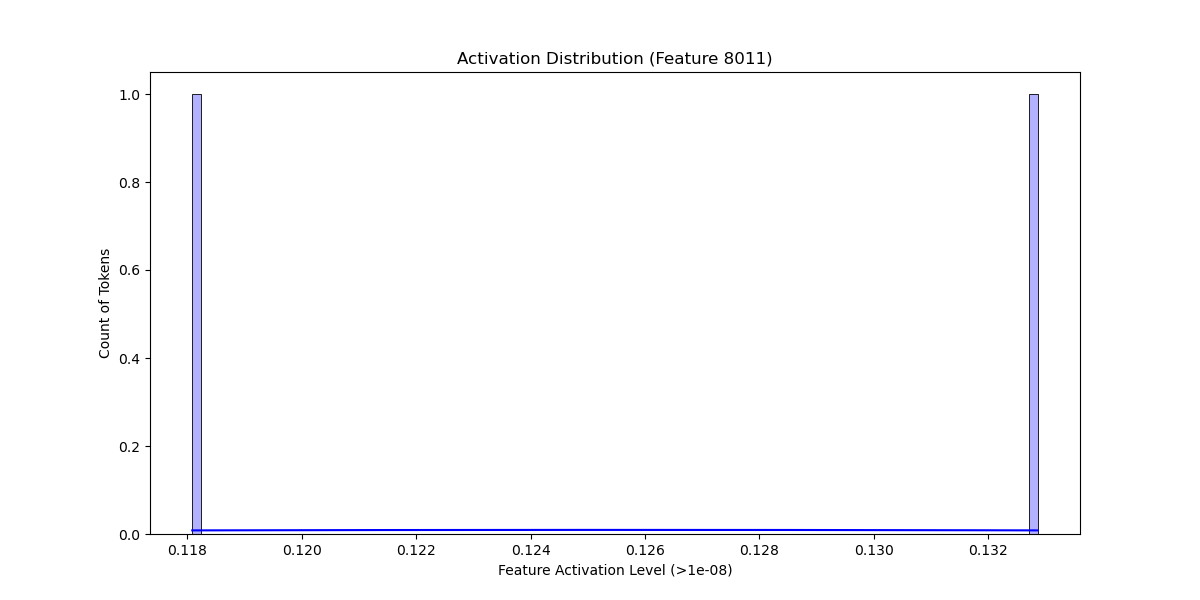 Activation Distribution (Feature 8011)
Count of Tokens
1.0
0.8
0.6
0.4
0.2
0.0
0.118 0.120 0.122 0.124 0.126 0.128 0.130 0.132
Feature Activation Level (>1e-08)